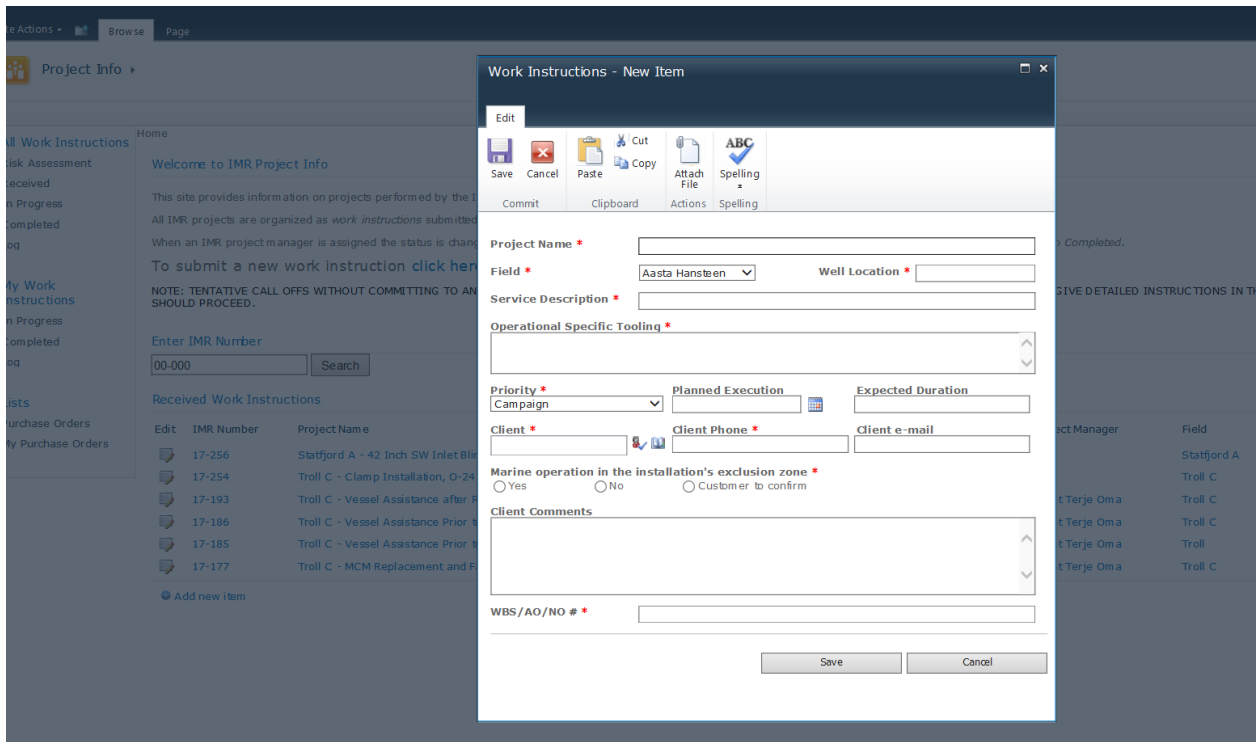 te Actions Browse Page
Project Info
All Work Instructions
Risk Assessment
Received
In Progress
Completed
Log
My Work
Instructions
In Progress
Completed
Log
Lists
Purchase Orders
My Purchase Orders
Home
Welcome to IMR Project Info
This site provides information on projects performed by the I
All IMR projects are organized as work instructions submitted
When an IMR project manager is assigned the status is chang
o Completed.
To submit a new work instruction click her
NOTE: TENTATIVE CALL OFFS WITHOUT COMMITTING TO AN
GIVE DETAILED INSTRUCTIONS IN TH
SHOULD PROCEED.
Enter IMR Number
00-000 Search
Received Work Instructions
Edit IMR Number Project Name
ect Manager Field
17-256 Statfjord A - 42 Inch SW Inlet Blin
Statfjord A
17-254 Troll C - Clamp Installation, O-24
Troll C
17-193 Troll C - Vessel Assistance after R
t Terje Oma Troll C
17-186 Troll C - Vessel Assistance Prior t
t Terje Oma Troll C
17-185 Troll C - Vessel Assistance Prior t
t Terje Oma Troll
17-177 Troll C - MCM Replacement and F
t Terje Oma Troll C
Add new item
Work Instructions - New Item
Edit
Save Cancel Paste Cut Copy Attach File ABC Spelling
Commit Clipboard Actions Spelling
Project Name *
Field * Aasta Hansteen Well Location *
Service Description *
Operational Specific Tooling *
Priority * Planned Execution Expected Duration
Campaign
Client * Client Phone * Client e-mail
Marine operation in the installation's exclusion zone *
Yes No Customer to confirm
Client Comments
WBS/AO/NO # *
Save Cancel